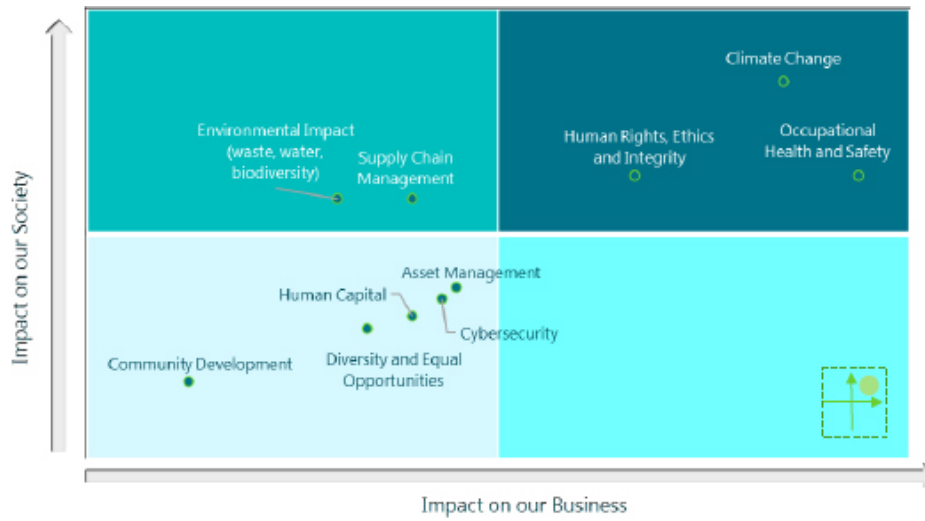 Climate Change
Environmental Impact
(waste, water,
biodiversity)
Supply Chain
Management
Human Rights, Ethics
and Integrity
Occupational
Health and Safety
Impact on our Society
Asset Management
Human Capital
Cybersecurity
Community Development
Diversity and Equal
Opportunities
Impact on our Business